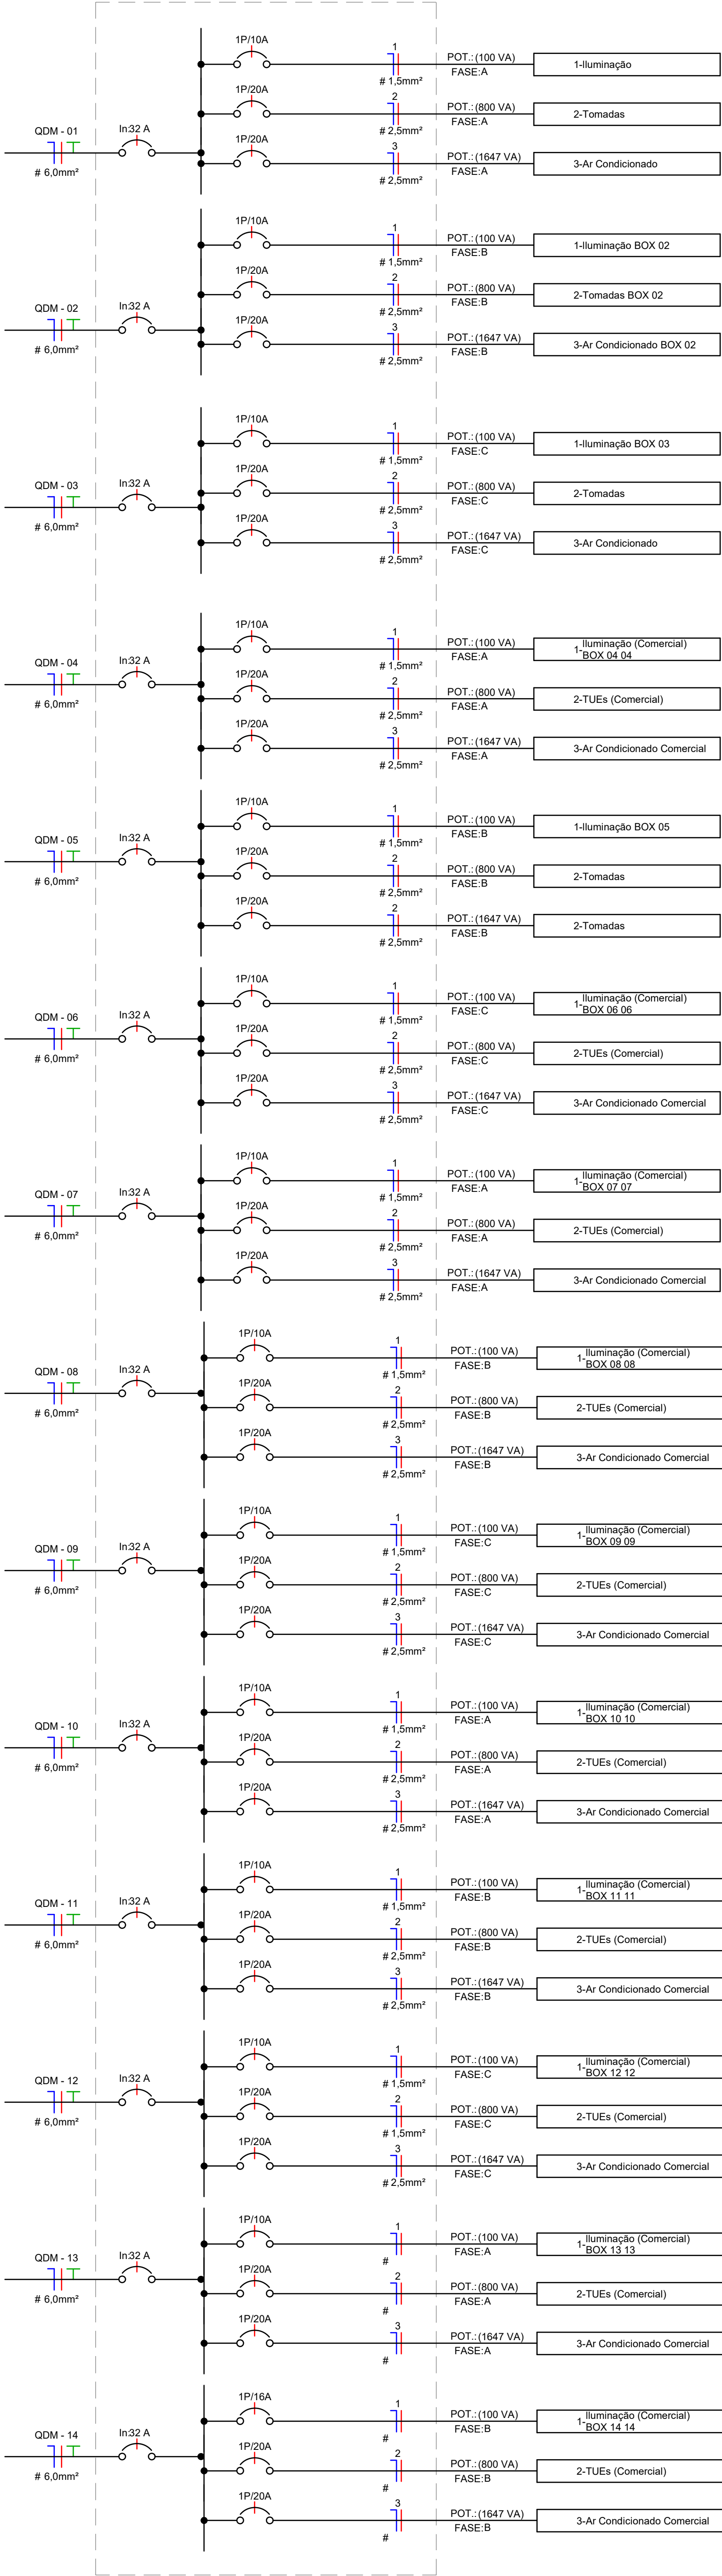 1P/10A
1
POT.: (100 VA)
# 1,5mm²
FASE:A
1-Iluminação
1P/20A
2
POT.: (800 VA)
# 2,5mm²
FASE:A
2-Tomadas
QDM - 01
# 6,0mm²
In:32 A
1P/20A
3
POT.: (1647 VA)
# 2,5mm²
FASE:A
3-Ar Condicionado
1P/10A
1
POT.: (100 VA)
# 1,5mm²
FASE:B
1-Iluminação BOX 02
1P/20A
2
POT.: (800 VA)
# 2,5mm²
FASE:B
2-Tomadas BOX 02
QDM - 02
# 6,0mm²
In:32 A
1P/20A
3
POT.: (1647 VA)
# 2,5mm²
FASE:B
3-Ar Condicionado BOX 02
1P/10A
1
POT.: (100 VA)
# 1,5mm²
FASE:C
1-Iluminação BOX 03
QDM - 03
# 6,0mm²
In:32 A
1P/20A
2
POT.: (800 VA)
# 2,5mm²
FASE:C
2-Tomadas
1P/20A
3
POT.: (1647 VA)
# 2,5mm²
FASE:C
3-Ar Condicionado
1P/10A
1
POT.: (100 VA)
# 1,5mm²
FASE:A
1-Iluminação (Comercial)
BOX 04 04
QDM - 04
# 6,0mm²
In:32 A
1P/20A
2
POT.: (800 VA)
# 2,5mm²
FASE:A
2-TUEs (Comercial)
1P/20A
3
POT.: (1647 VA)
# 2,5mm²
FASE:A
3-Ar Condicionado Comercial
1P/10A
1
POT.: (100 VA)
# 1,5mm²
FASE:B
1-Iluminação BOX 05
QDM - 05
# 6,0mm²
In:32 A
1P/20A
2
POT.: (800 VA)
# 2,5mm²
FASE:B
2-Tomadas
1P/20A
2
POT.: (1647 VA)
# 2,5mm²
FASE:B
2-Tomadas
1P/10A
1
POT.: (100 VA)
# 1,5mm²
FASE:C
1-Iluminação (Comercial)
BOX 06 06
QDM - 06
# 6,0mm²
In:32 A
1P/20A
2
POT.: (800 VA)
# 2,5mm²
FASE:C
2-TUEs (Comercial)
1P/20A
3
POT.: (1647 VA)
# 2,5mm²
FASE:C
3-Ar Condicionado Comercial
1P/10A
1
POT.: (100 VA)
# 1,5mm²
FASE:A
1-Iluminação (Comercial)
BOX 07 07
QDM - 07
# 6,0mm²
In:32 A
1P/20A
2
POT.: (800 VA)
# 2,5mm²
FASE:A
2-TUEs (Comercial)
1P/20A
3
POT.: (1647 VA)
# 2,5mm²
FASE:A
3-Ar Condicionado Comercial
1P/10A
1
POT.: (100 VA)
# 1,5mm²
FASE:B
1-Iluminação (Comercial)
BOX 08 08
QDM - 08
# 6,0mm²
In:32 A
1P/20A
2
POT.: (800 VA)
# 2,5mm²
FASE:B
2-TUEs (Comercial)
1P/20A
3
POT.: (1647 VA)
# 2,5mm²
FASE:B
3-Ar Condicionado Comercial
1P/10A
1
POT.: (100 VA)
# 1,5mm²
FASE:C
1-Iluminação (Comercial)
BOX 09 09
QDM - 09
# 6,0mm²
In:32 A
1P/20A
2
POT.: (800 VA)
# 2,5mm²
FASE:C
2-TUEs (Comercial)
1P/20A
3
POT.: (1647 VA)
# 2,5mm²
FASE:C
3-Ar Condicionado Comercial
1P/10A
1
POT.: (100 VA)
# 1,5mm²
FASE:A
1-Iluminação (Comercial)
BOX 10 10
QDM - 10
# 6,0mm²
In:32 A
1P/20A
2
POT.: (800 VA)
# 2,5mm²
FASE:A
2-TUEs (Comercial)
1P/20A
3
POT.: (1647 VA)
# 2,5mm²
FASE:A
3-Ar Condicionado Comercial
1P/10A
1
POT.: (100 VA)
# 1,5mm²
FASE:B
1-Iluminação (Comercial)
BOX 11 11
QDM - 11
# 6,0mm²
In:32 A
1P/20A
2
POT.: (800 VA)
# 2,5mm²
FASE:B
2-TUEs (Comercial)
1P/20A
3
POT.: (1647 VA)
# 2,5mm²
FASE:B
3-Ar Condicionado Comercial
1P/10A
1
POT.: (100 VA)
# 1,5mm²
FASE:C
1-Iluminação (Comercial)
BOX 12 12
QDM - 12
# 6,0mm²
In:32 A
1P/20A
2
POT.: (800 VA)
# 1,5mm²
FASE:C
2-TUEs (Comercial)
1P/20A
3
POT.: (1647 VA)
# 2,5mm²
FASE:C
3-Ar Condicionado Comercial
1P/10A
1
POT.: (100 VA)
#
FASE:A
1-Iluminação (Comercial)
BOX 13 13
QDM - 13
# 6,0mm²
In:32 A
1P/20A
2
POT.: (800 VA)
#
FASE:A
2-TUEs (Comercial)
1P/20A
3
POT.: (1647 VA)
#
FASE:A
3-Ar Condicionado Comercial
1P/16A
1
POT.: (100 VA)
#
FASE:B
1-Iluminação (Comercial)
BOX 14 14
QDM - 14
# 6,0mm²
In:32 A
1P/20A
2
POT.: (800 VA)
#
FASE:B
2-TUEs (Comercial)
1P/20A
3
POT.: (1647 VA)
#
FASE:B
3-Ar Condicionado Comercial